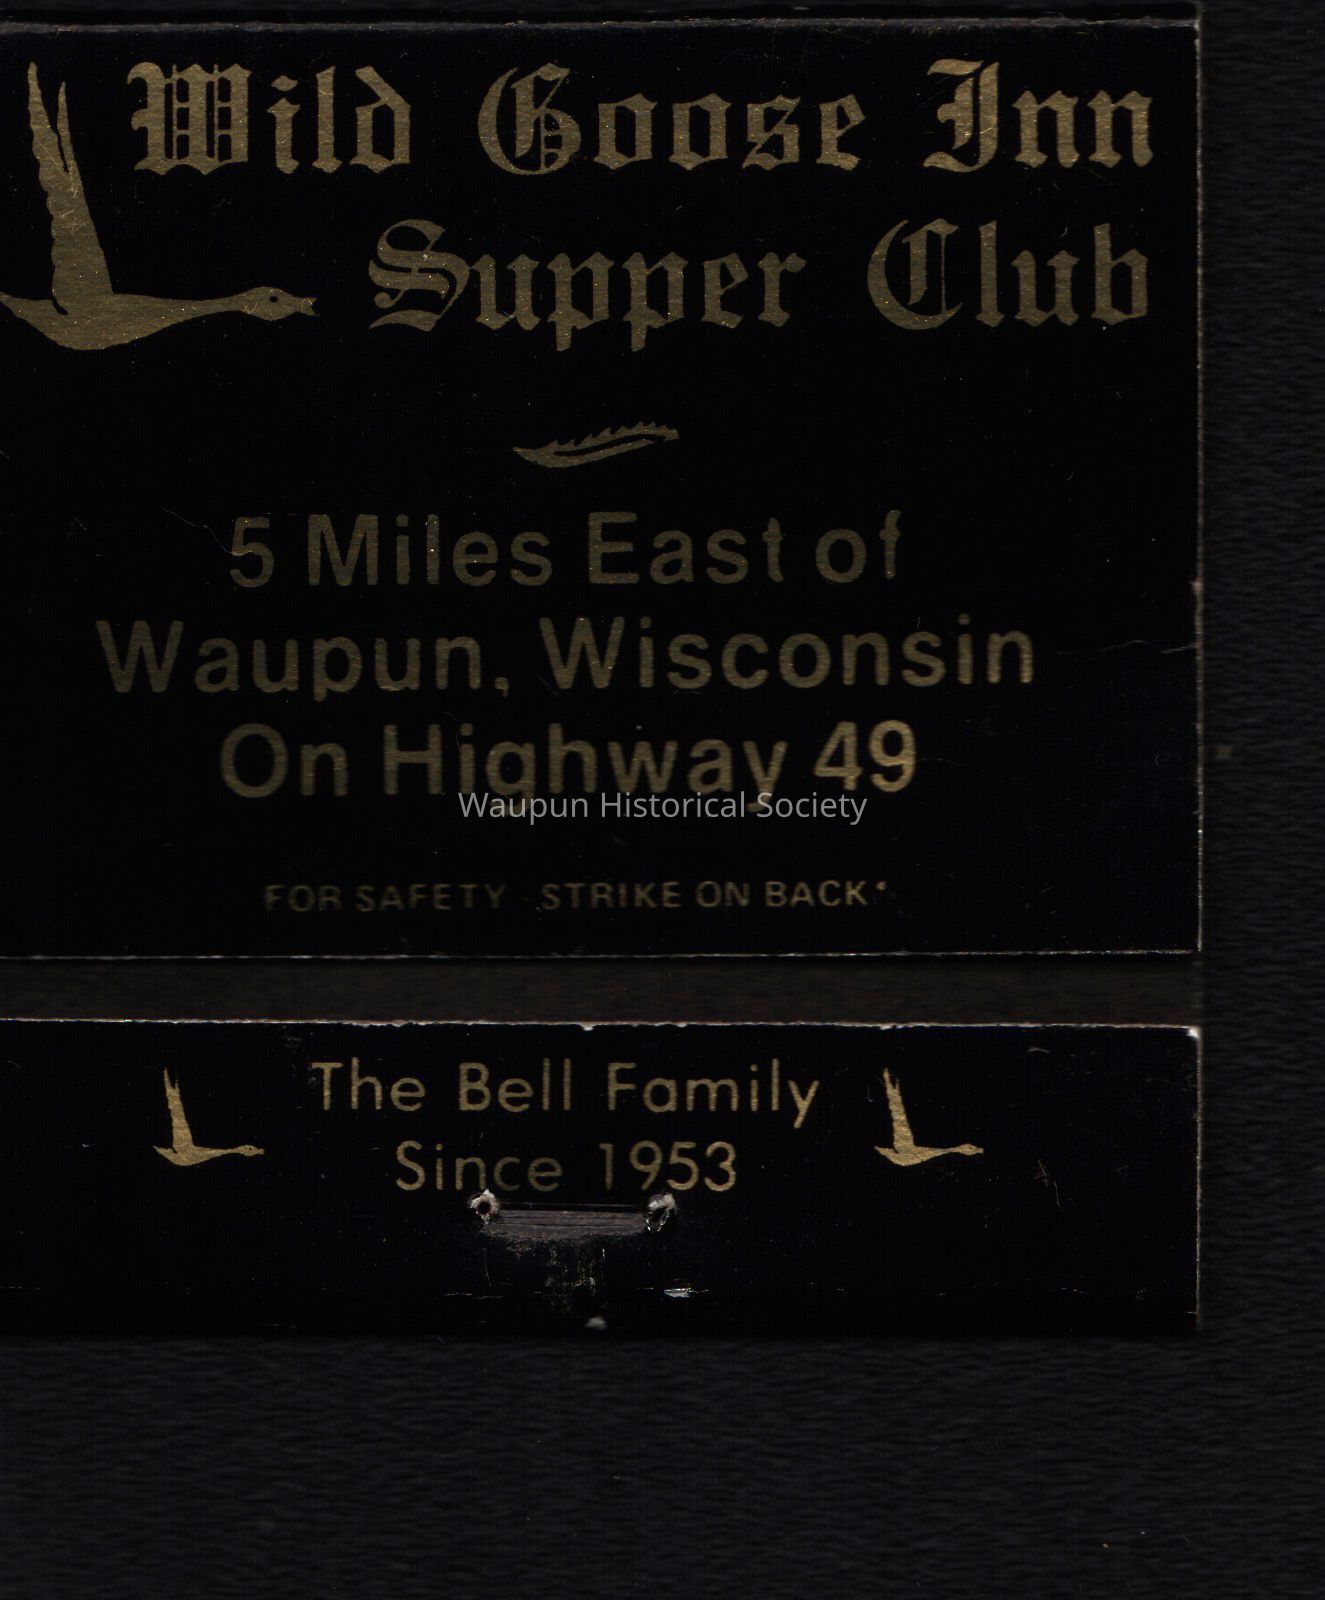 Wild Goose Inn
Supper Club
5 Miles East of
Waupun, Wisconsin
On Highway 49
Waupun Historical Society
FOR SAFETY - STRIKE ON BACK
The Bell Family
Since 1953